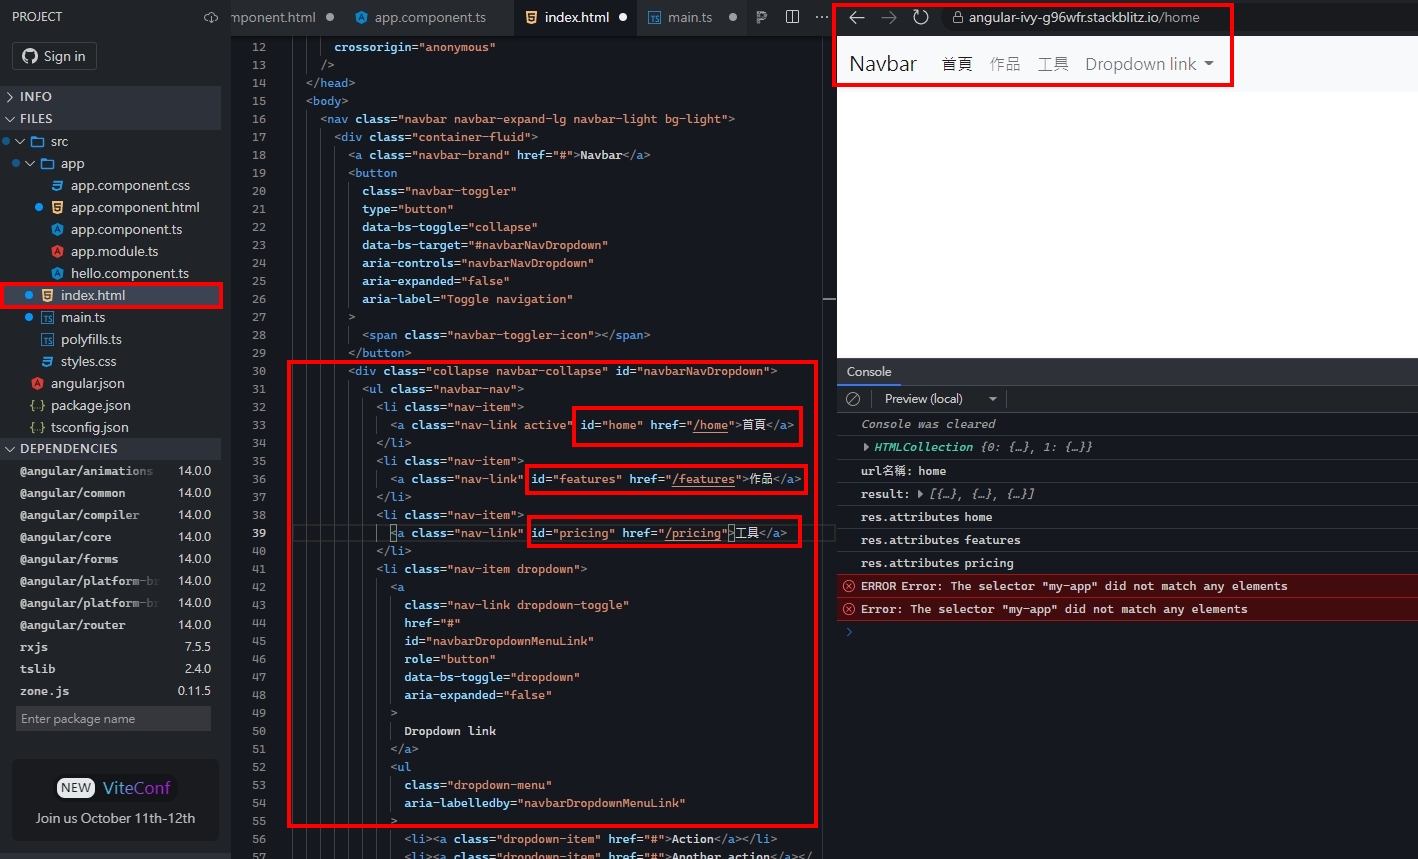 PROJECT
Sign in
INFO
FILES
src
app
app.component.css
app.component.html
app.component.ts
app.module.ts
hello.component.ts
index.html
main.ts
polyfills.ts
styles.css
angular.json
package.json
tsconfig.json
DEPENDENCIES
@angular/animations 14.0.0
@angular/common 14.0.0
@angular/compiler 14.0.0
@angular/core 14.0.0
@angular/forms 14.0.0
@angular/platform-br 14.0.0
@angular/platform-br 14.0.0
@angular/router 14.0.0
rxjs 7.5.5
tslib 2.4.0
zone.js 0.11.5
Enter package name
NEW ViteConf
Join us October 11th-12th
mponent.html app.component.ts index.html main.ts
12 crossorigin="anonymous"
13 />
14 </head>
15 <body>
16 <nav class="navbar navbar-expand-lg navbar-light bg-light">
17 <div class="container-fluid">
18 <a class="navbar-brand" href="#">Navbar</a>
19 <button
20 class="navbar-toggler"
21 type="button"
22 data-bs-toggle="collapse"
23 data-bs-target="#navbarNavDropdown"
24 aria-controls="navbarNavDropdown"
25 aria-expanded="false"
26 aria-label="Toggle navigation"
27 >
28 <span class="navbar-toggler-icon"></span>
29 </button>
30 <div class="collapse navbar-collapse" id="navbarNavDropdown">
31 <ul class="navbar-nav">
32 <li class="nav-item">
33 <a class="nav-link active" id="home" href="/home">首頁</a>
34 </li>
35 <li class="nav-item">
36 <a class="nav-link" id="features" href="/features">作品</a>
37 </li>
38 <li class="nav-item">
39 <a class="nav-link" id="pricing" href="/pricing">工具</a>
40 </li>
41 <li class="nav-item dropdown">
42 <a
43 class="nav-link dropdown-toggle"
44 href="#"
45 id="navbarDropdownMenuLink"
46 role="button"
47 data-bs-toggle="dropdown"
48 aria-expanded="false"
49 >
50 Dropdown link
51 </a>
52 <ul
53 class="dropdown-menu"
54 aria-labelledby="navbarDropdownMenuLink"
55 >
56 <li><a class="dropdown-item" href="#">Action</a></li>
57 <li><a class="dropdown-item" href="#">Another action</a></
angular-ivy-g96wfr.stackblitz.io/home
Navbar 首頁 作品 工具 Dropdown link
Console
Preview (local)
Console was cleared
HTMLCollection {0: {…}, 1: {…}}
url名稱: home
result: [{…}, {…}, {…}]
res.attributes home
res.attributes features
res.attributes pricing
ERROR Error: The selector "my-app" did not match any elements
Error: The selector "my-app" did not match any elements